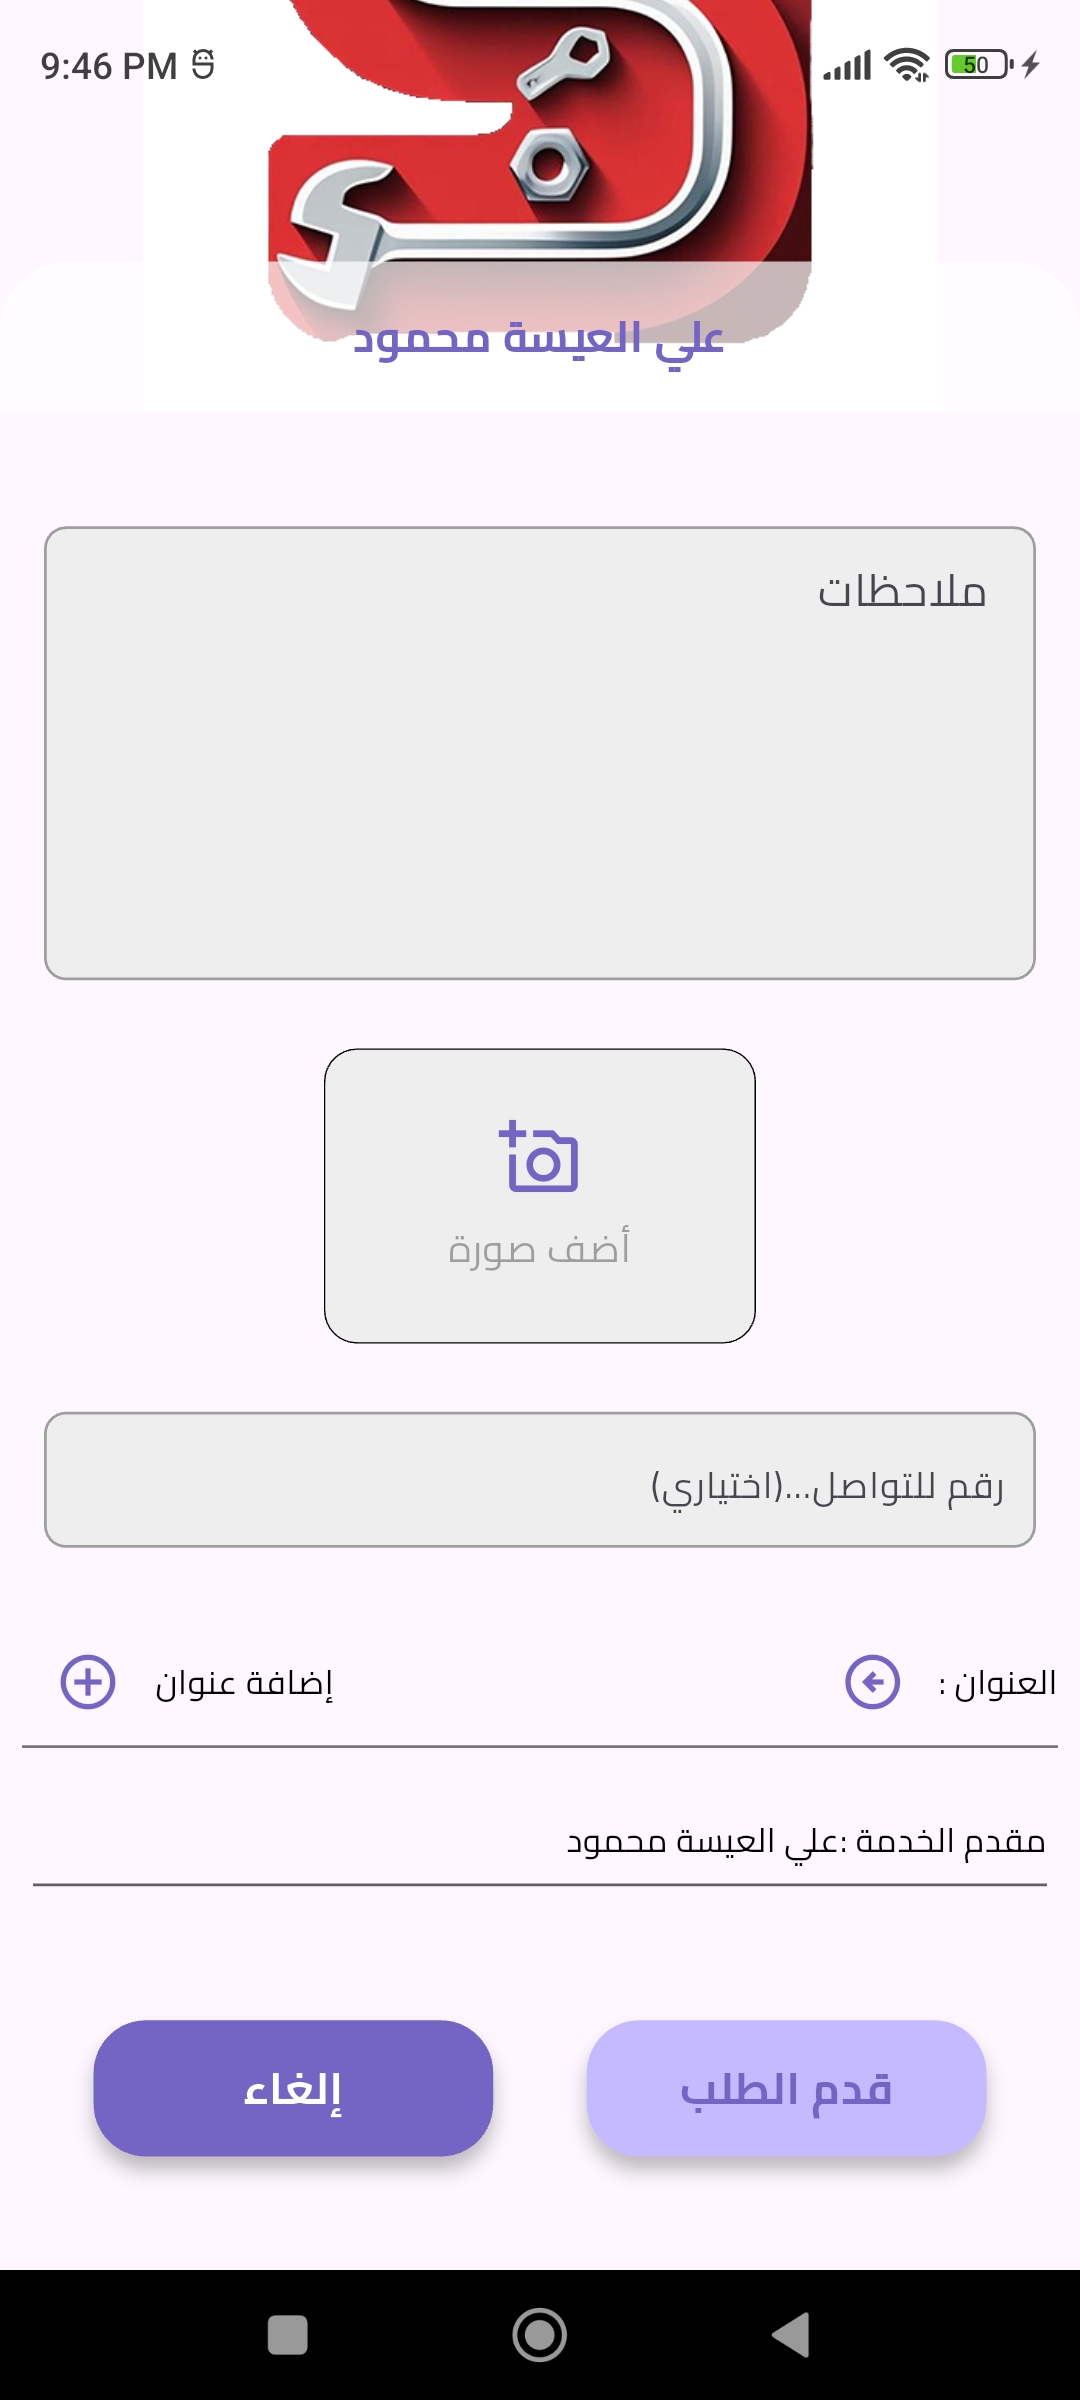 9:46 PM
50
علي العيسة محمود
ملاحظات
أضف صورة
رقم للتواصل...(اختياري)
العنوان :
إضافة عنوان
مقدم الخدمة :علي العيسة محمود
قدم الطلب
إلغاء